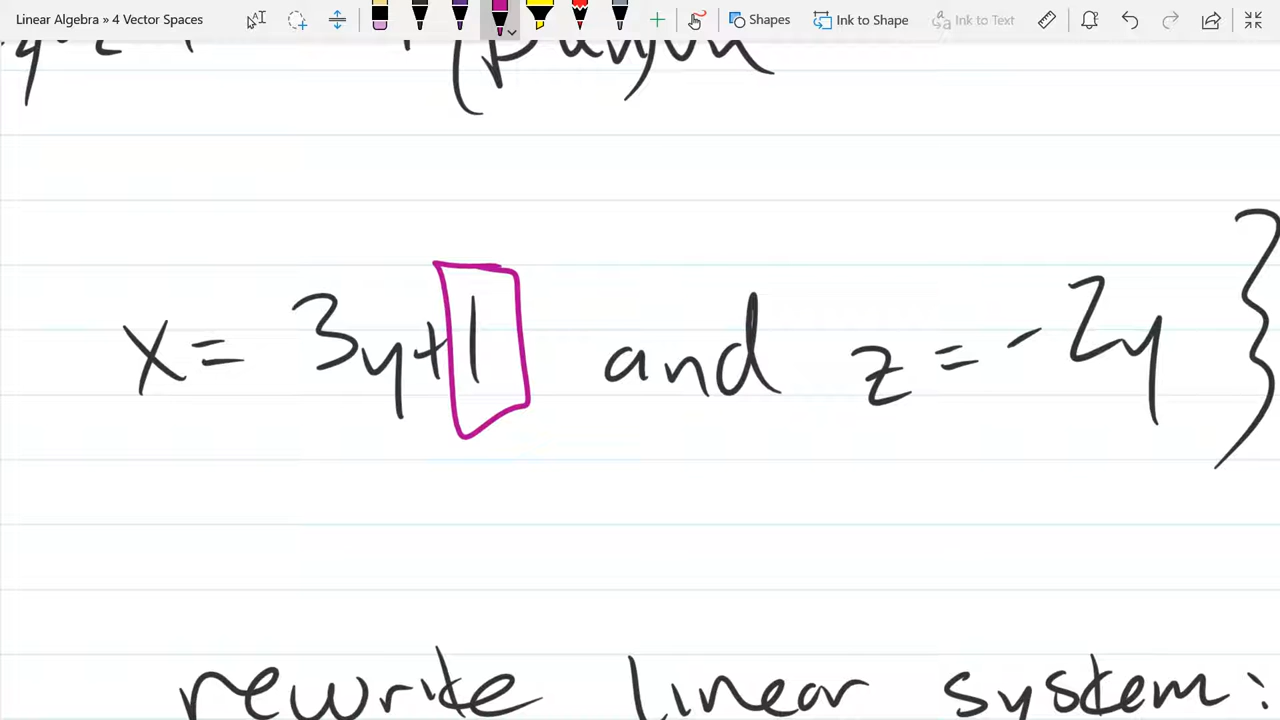 Linear Algebra » 4 Vector Spaces Shapes Ink to Shape Ink to Text
x = 3y+1 and z = -2y }
rewrite linear system: